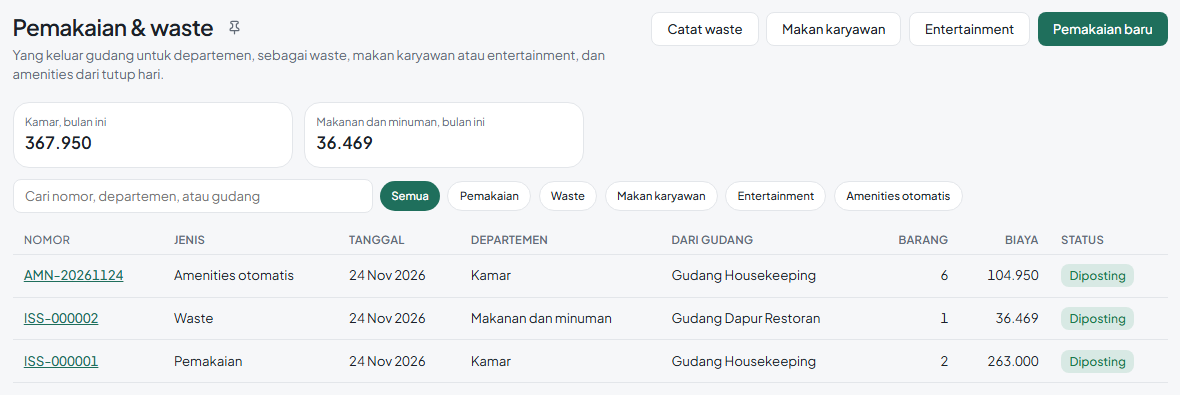 Pemakaian & waste
Catat waste
Makan karyawan
Entertainment
Pemakaian baru
Yang keluar gudang untuk departemen, sebagai waste, makan karyawan atau entertainment, dan
amenities dari tutup hari.
Kamar, bulan ini
367.950
Makanan dan minuman, bulan ini
36.469
Cari nomor, departemen, atau gudang
Semua
Pemakaian
Waste
Makan karyawan
Entertainment
Amenities otomatis
NOMOR JENIS TANGGAL DEPARTEMEN DARI GUDANG BARANG BIAYA STATUS
AMN-20261124 Amenities otomatis 24 Nov 2026 Kamar Gudang Housekeeping 6 104.950 Diposting
ISS-000002 Waste 24 Nov 2026 Makanan dan minuman Gudang Dapur Restoran 1 36.469 Diposting
ISS-000001 Pemakaian 24 Nov 2026 Kamar Gudang Housekeeping 2 263.000 Diposting